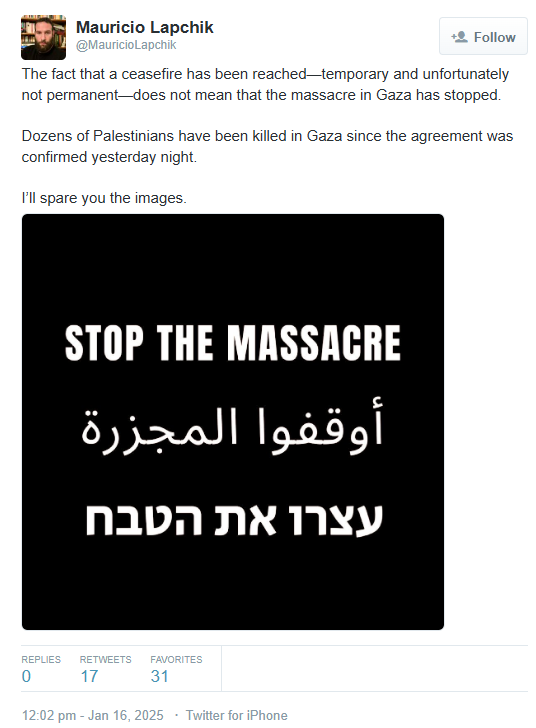 Mauricio Lapchik
@MauricioLapchik
Follow
The fact that a ceasefire has been reached—temporary and unfortunately
not permanent—does not mean that the massacre in Gaza has stopped.
Dozens of Palestinians have been killed in Gaza since the agreement was
confirmed yesterday night.
I'll spare you the images.
STOP THE MASSACRE
أوقفوا المجزرة
עצרו את הטבח
REPLIES RETWEETS FAVORITES
0 17 31
12:02 pm - Jan 16, 2025 · Twitter for iPhone